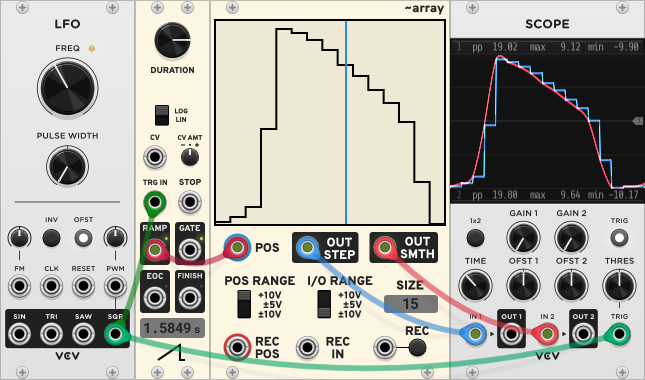 LFO
FREQ
PULSE WIDTH
INV
OFST
FM
CLK
RESET
PWM
SIN
TRI
SAW
SQR
VCV
DURATION
LOG
LIN
CV
CV AMT
- • +
TRG IN
STOP
RAMP
GATE
EOC
FINISH
1.5849 s
~array
POS
OUT STEP
OUT SMTH
POS RANGE
+10V
±5V
±10V
I/O RANGE
+10V
±5V
±10V
SIZE
15
REC POS
REC IN
REC
SCOPE
1 pp 19.02 max 9.12 min -9.90
T
2 pp 19.80 max 9.64 min -10.17
1x2
GAIN 1
GAIN 2
TRIG
TIME
OFST 1
OFST 2
THRES
IN 1
OUT 1
IN 2
OUT 2
TRIG
VCV